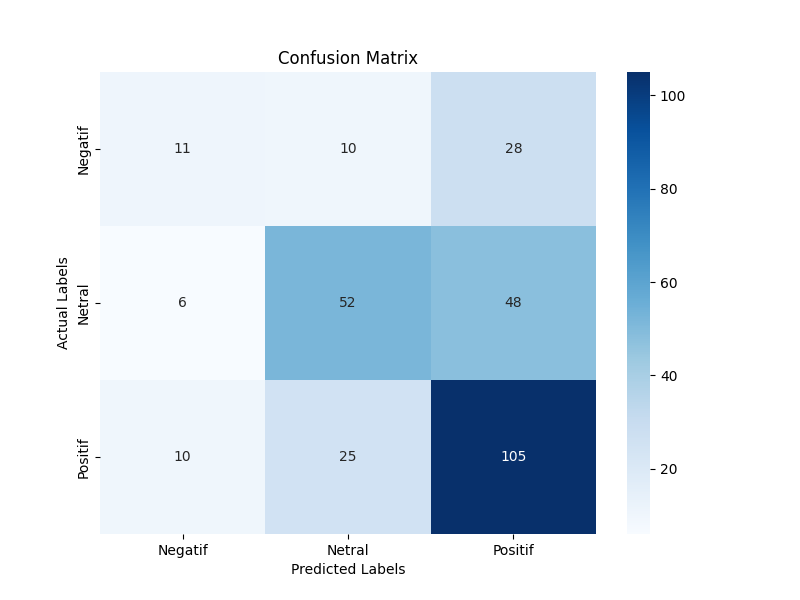 Confusion Matrix
Actual Labels
Negatif
11 10 28
Netral
6 52 48
Positif
10 25 105
Negatif Netral Positif
Predicted Labels
100
80
60
40
20